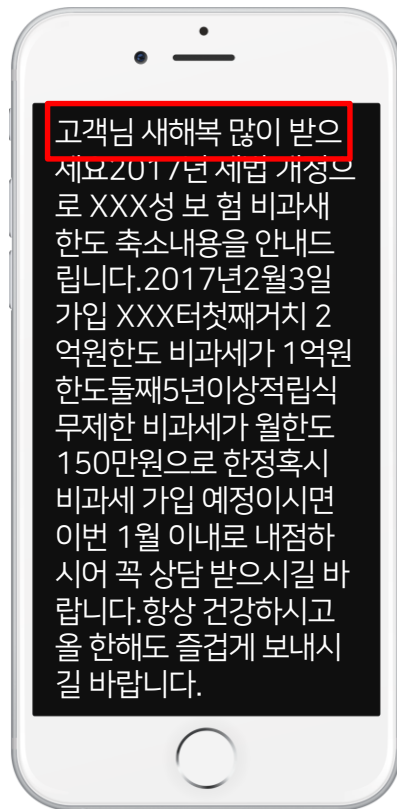 고객님 새해복 많이 받으
세요2017년 세법 개정으
로 XXX성 보 험 비과새
한도 축소내용을 안내드
립니다.2017년2월3일
가입 XXX터첫째거치 2
억원한도 비과세가 1억원
한도둘째5년이상적립식
무제한 비과세가 월한도
150만원으로 한정혹시
비과세 가입 예정이시면
이번 1월 이내로 내점하
시어 꼭 상담 받으시길 바
랍니다.항상 건강하시고
올 한해도 즐겁게 보내시
길 바랍니다.